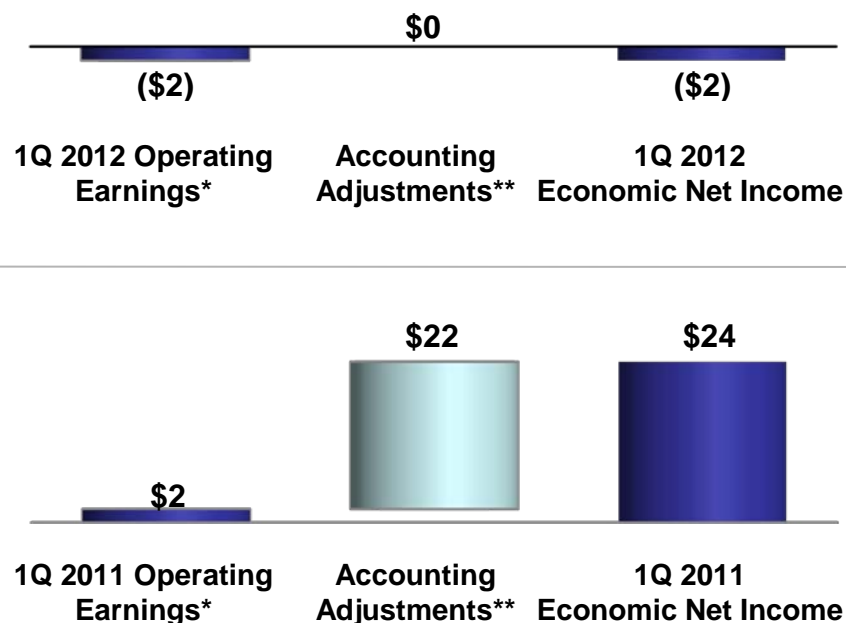 $0
($2)
($2)
1Q 2012 Operating
Earnings*
Accounting
Adjustments**
1Q 2012
Economic Net Income
$22
$24
$2
1Q 2011 Operating
Earnings*
Accounting
Adjustments**
1Q 2011
Economic Net Income